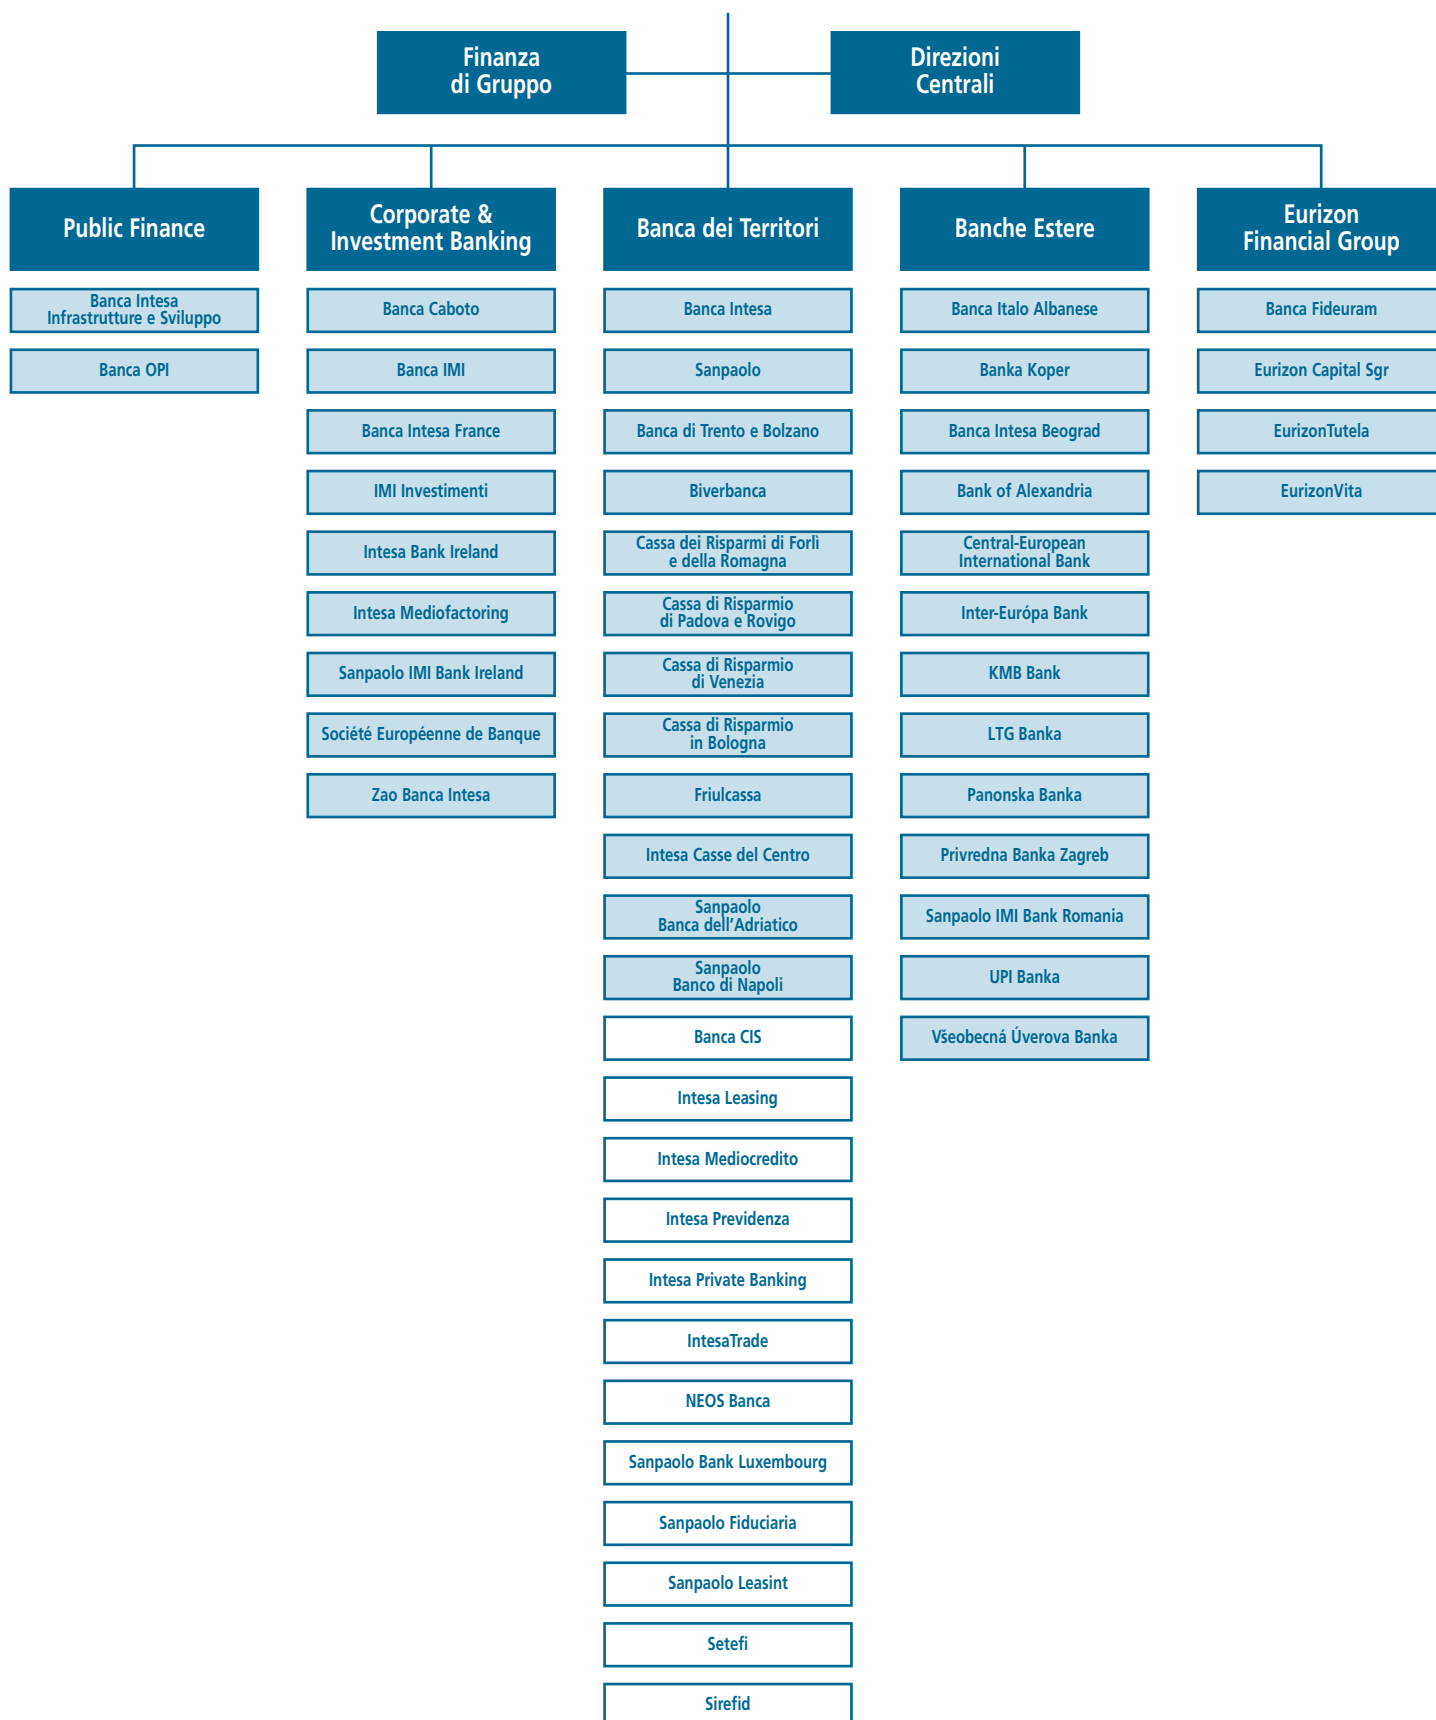 Finanza
di Gruppo
Direzioni
Centrali
Public Finance
Corporate &
Investment Banking
Banca dei Territori
Banche Estere
Eurizon
Financial Group
Banca Intesa
Infrastrutture e Sviluppo
Banca OPI
Banca Caboto
Banca IMI
Banca Intesa France
IMI Investimenti
Intesa Bank Ireland
Intesa Mediofactoring
Sanpaolo IMI Bank Ireland
Société Européenne de Banque
Zao Banca Intesa
Banca Intesa
Sanpaolo
Banca di Trento e Bolzano
Biverbanca
Cassa dei Risparmi di Forlì
e della Romagna
Cassa di Risparmio
di Padova e Rovigo
Cassa di Risparmio
di Venezia
Cassa di Risparmio
in Bologna
Friulcassa
Intesa Casse del Centro
Sanpaolo
Banca dell'Adriatico
Sanpaolo
Banco di Napoli
Banca CIS
Intesa Leasing
Intesa Mediocredito
Intesa Previdenza
Intesa Private Banking
IntesaTrade
NEOS Banca
Sanpaolo Bank Luxembourg
Sanpaolo Fiduciaria
Sanpaolo Leasint
Setefi
Sirefid
Banca Italo Albanese
Banka Koper
Banca Intesa Beograd
Bank of Alexandria
Central-European
International Bank
Inter-Európa Bank
KMB Bank
LTG Banka
Panonska Banka
Privredna Banka Zagreb
Sanpaolo IMI Bank Romania
UPI Banka
Všeobecná Úverova Banka
Banca Fideuram
Eurizon Capital Sgr
EurizonTutela
EurizonVita